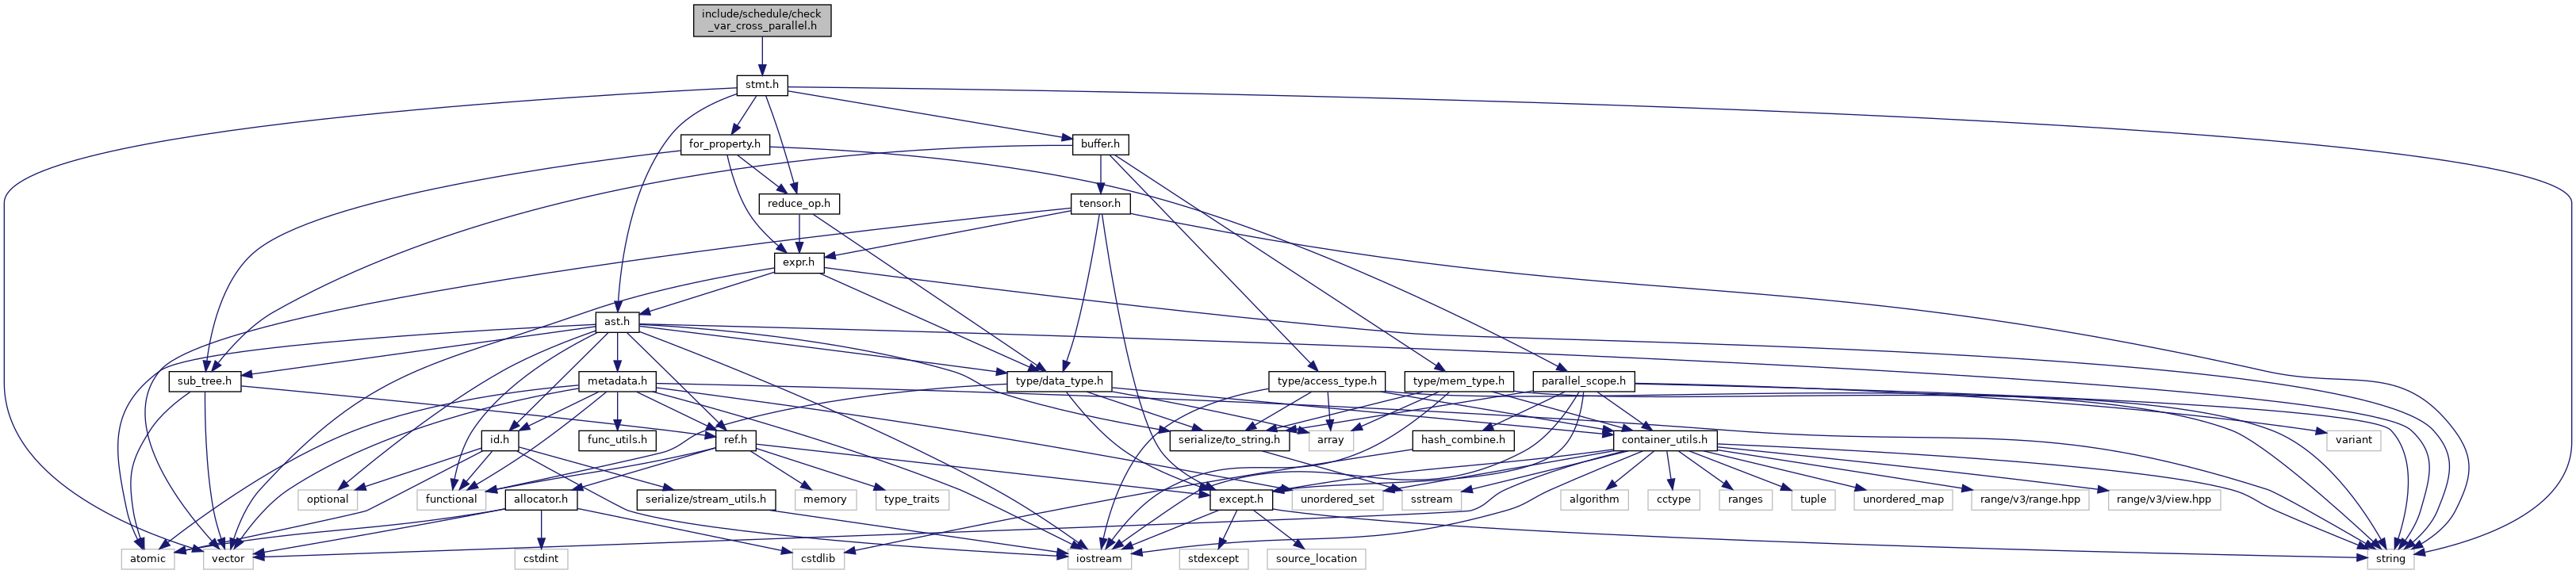 include/schedule/check
_var_cross_parallel.h
stmt.h
for_property.h
buffer.h
reduce_op.h
tensor.h
expr.h
ast.h
sub_tree.h
metadata.h
type/data_type.h
type/access_type.h
type/mem_type.h
parallel_scope.h
id.h
func_utils.h
ref.h
serialize/to_string.h
array
hash_combine.h
container_utils.h
variant
optional
functional
allocator.h
serialize/stream_utils.h
memory
type_traits
except.h
unordered_set
sstream
algorithm
cctype
ranges
tuple
unordered_map
range/v3/range.hpp
range/v3/view.hpp
atomic
vector
cstdint
cstdlib
iostream
stdexcept
source_location
string